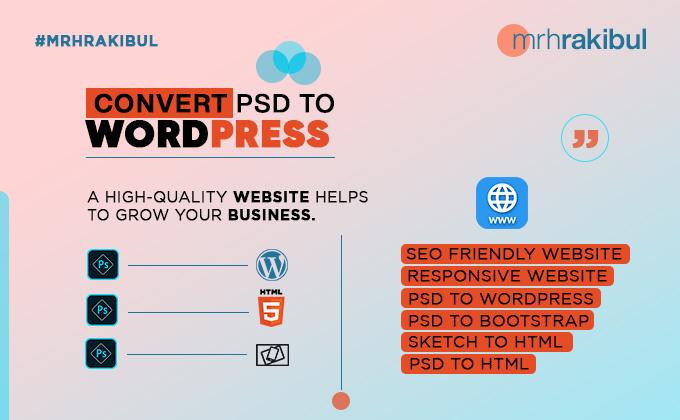 #MRHRAKIBUL
mrhrakibul
CONVERT PSD TO
WORDPRESS
A HIGH-QUALITY WEBSITE HELPS
TO GROW YOUR BUSINESS.
Ps
Ps
HTML
5
Ps
”
WWW
SEO FRIENDLY WEBSITE
RESPONSIVE WEBSITE
PSD TO WORDPRESS
PSD TO BOOTSTRAP
SKETCH TO HTML
PSD TO HTML